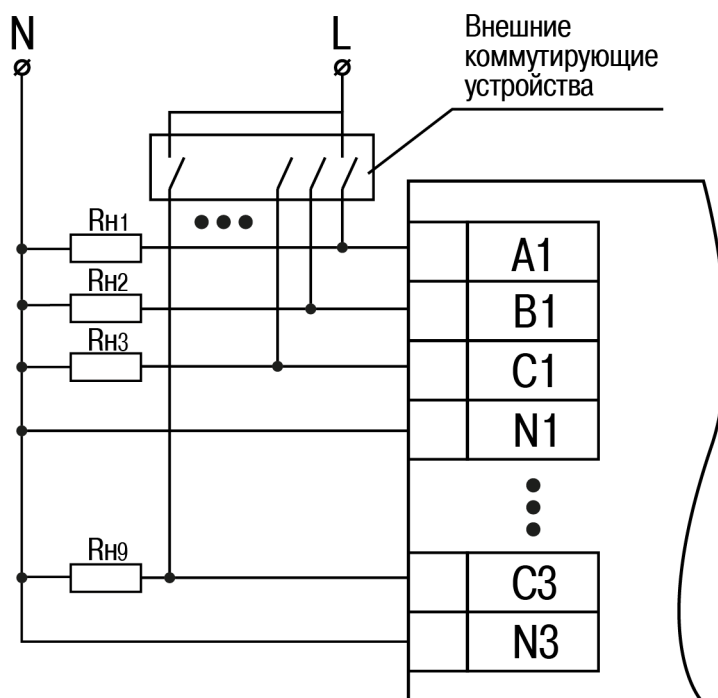 N
L
Внешние
коммутирующие
устройства
Rн1
A1
Rн2
B1
Rн3
C1
N1
Rн9
C3
N3